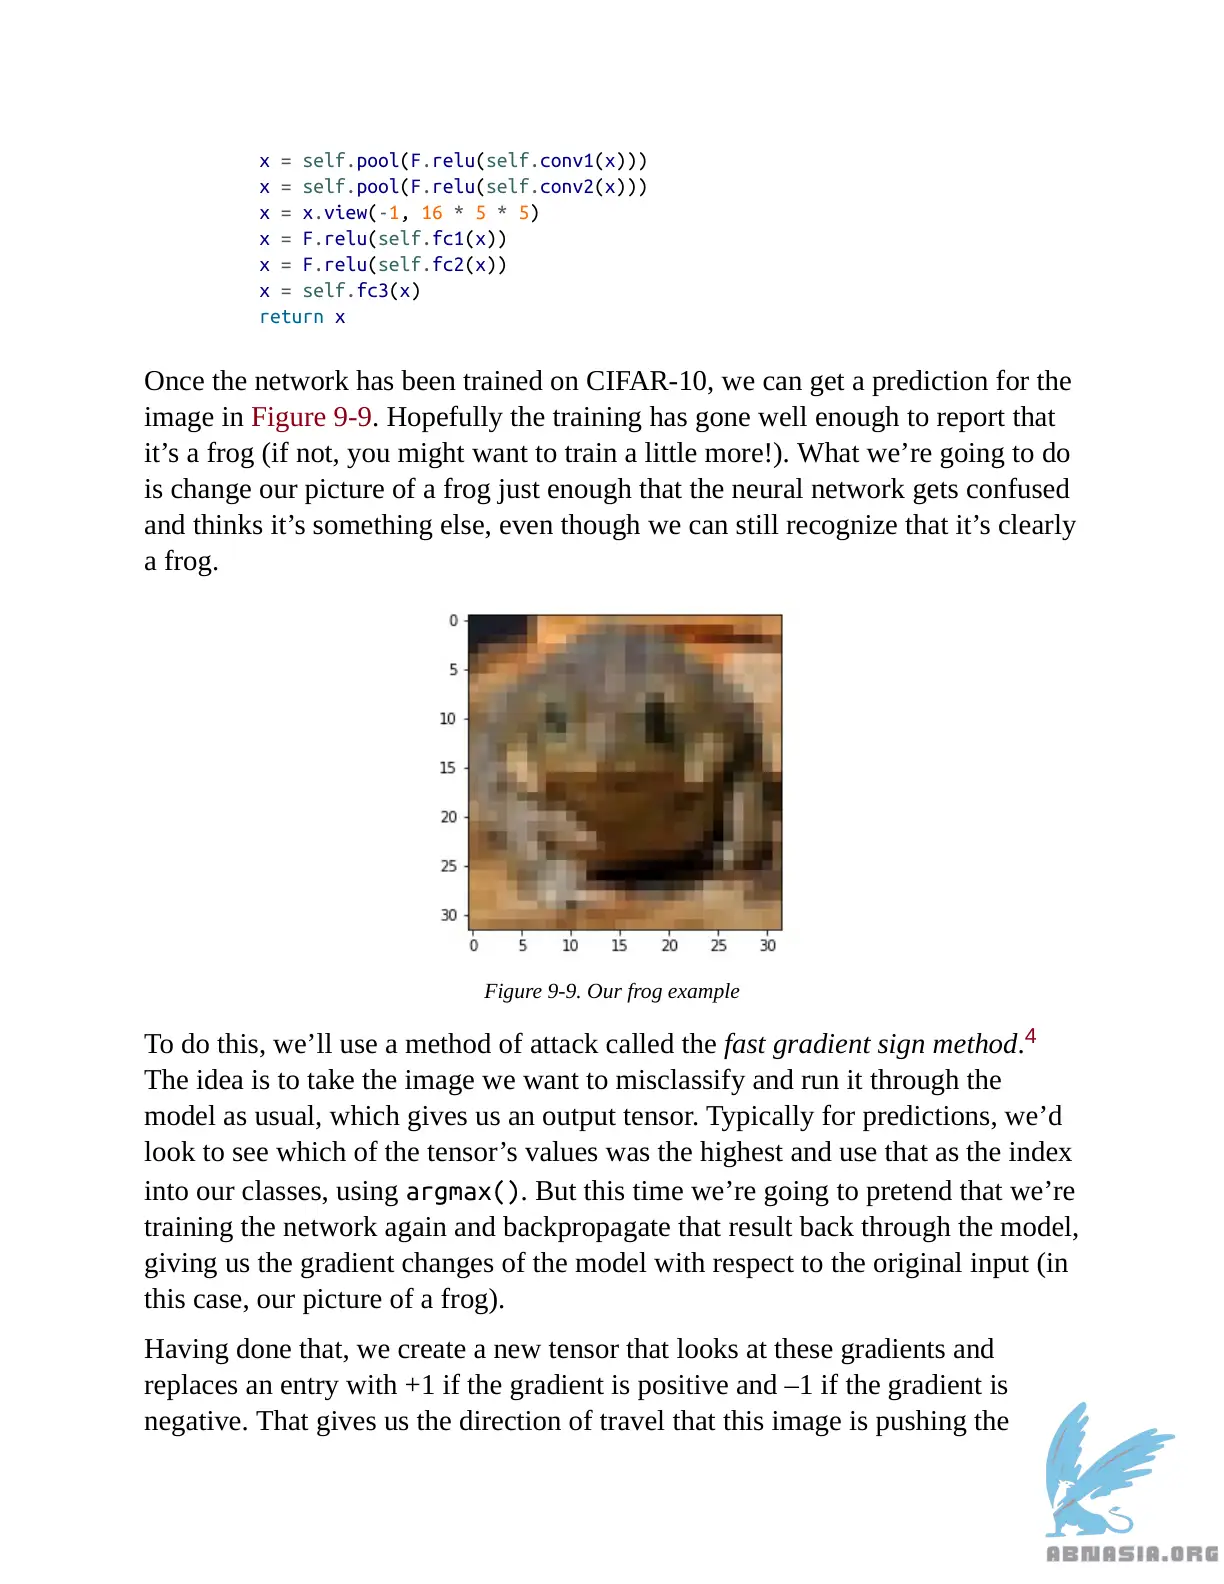 x = self.pool(F.relu(self.conv1(x)))
x = self.pool(F.relu(self.conv2(x)))
x = x.view(-1, 16 * 5 * 5)
x = F.relu(self.fc1(x))
x = F.relu(self.fc2(x))
x = self.fc3(x)
return x
Once the network has been trained on CIFAR-10, we can get a prediction for the
image in Figure 9-9. Hopefully the training has gone well enough to report that
it’s a frog (if not, you might want to train a little more!). What we’re going to do
is change our picture of a frog just enough that the neural network gets confused
and thinks it’s something else, even though we can still recognize that it’s clearly
a frog.
0
5
10
15
20
25
30
0 5 10 15 20 25 30
Figure 9-9. Our frog example
To do this, we’ll use a method of attack called the fast gradient sign method.4
The idea is to take the image we want to misclassify and run it through the
model as usual, which gives us an output tensor. Typically for predictions, we’d
look to see which of the tensor’s values was the highest and use that as the index
into our classes, using argmax(). But this time we’re going to pretend that we’re
training the network again and backpropagate that result back through the model,
giving us the gradient changes of the model with respect to the original input (in
this case, our picture of a frog).
Having done that, we create a new tensor that looks at these gradients and
replaces an entry with +1 if the gradient is positive and –1 if the gradient is
negative. That gives us the direction of travel that this image is pushing the
ABNASIA.ORG